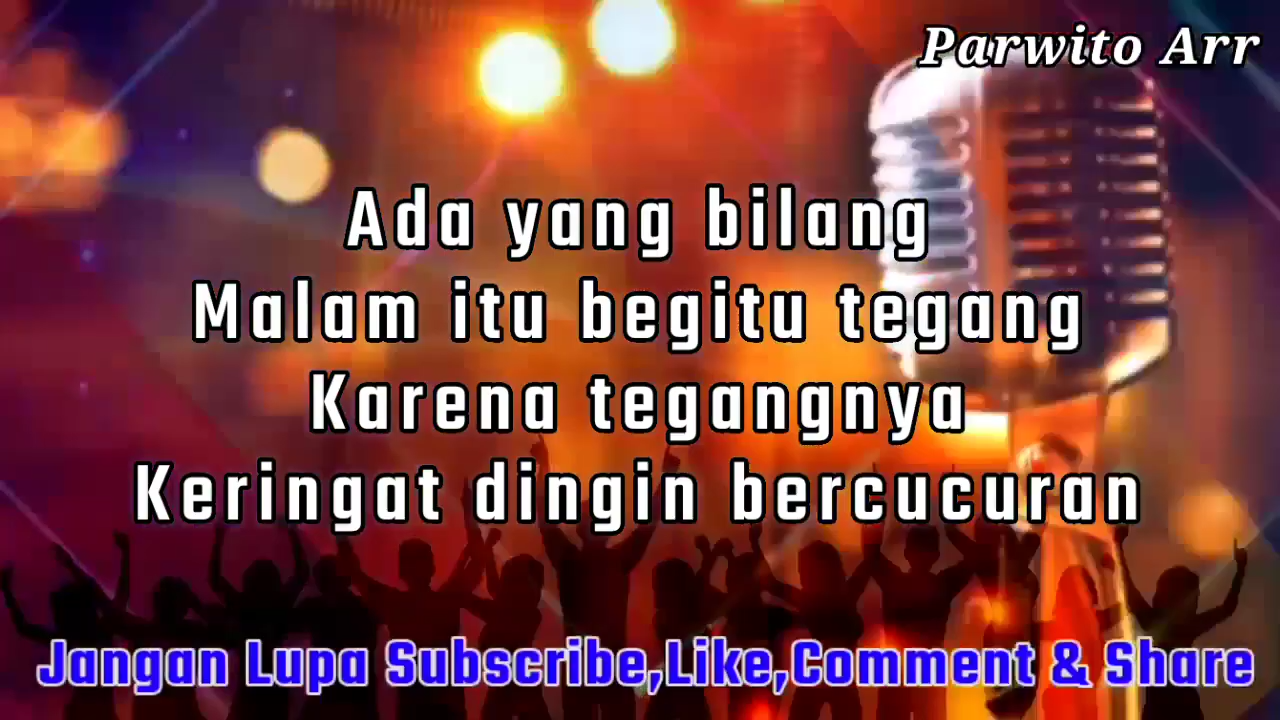 Parwito Arr
Ada yang bilang
Malam itu begitu tegang
Karena tegangnya
Keringat dingin bercucuran
Jangan Lupa Subscribe,Like,Comment & Share